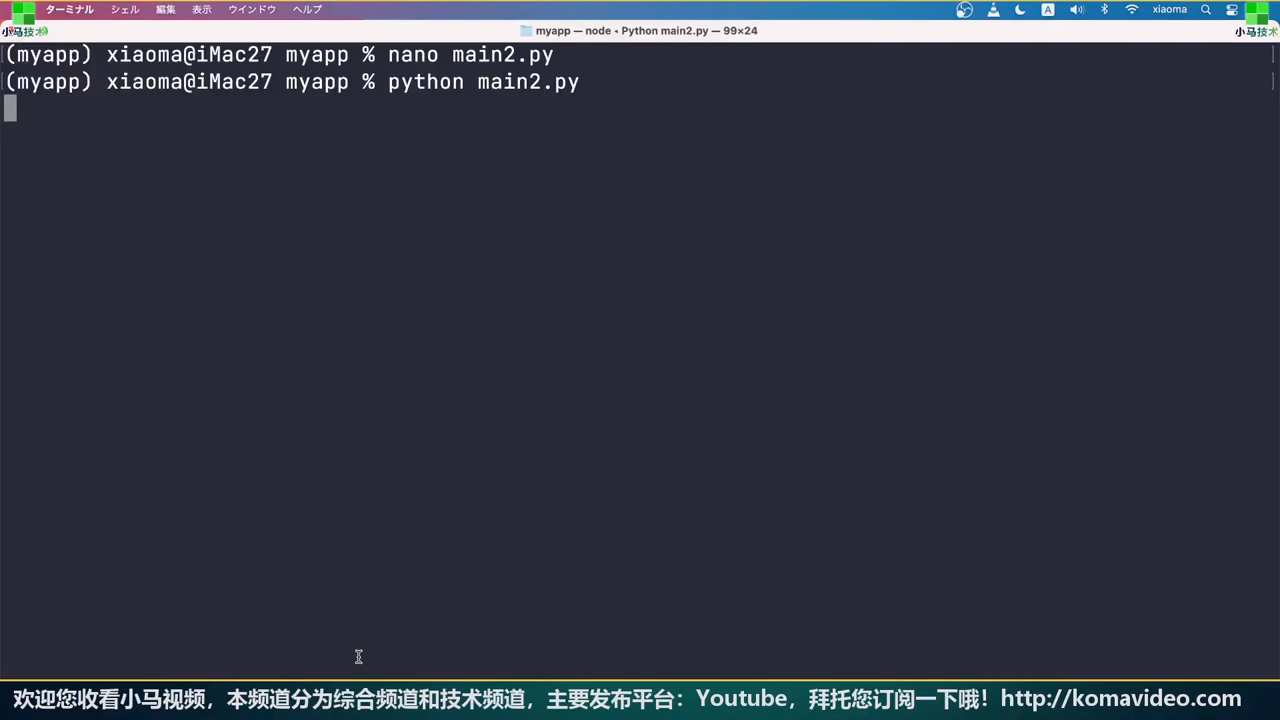 ターミナル シェル 編集 表示 ウインドウ ヘルプ A xiaoma
小马技术 myapp — node ◂ Python main2.py — 99×24 小马技术
(myapp) xiaoma@iMac27 myapp % nano main2.py
(myapp) xiaoma@iMac27 myapp % python main2.py
欢迎您收看小马视频，本频道分为综合频道和技术频道，主要发布平台：Youtube，拜托您订阅一下哦！http://komavideo.com